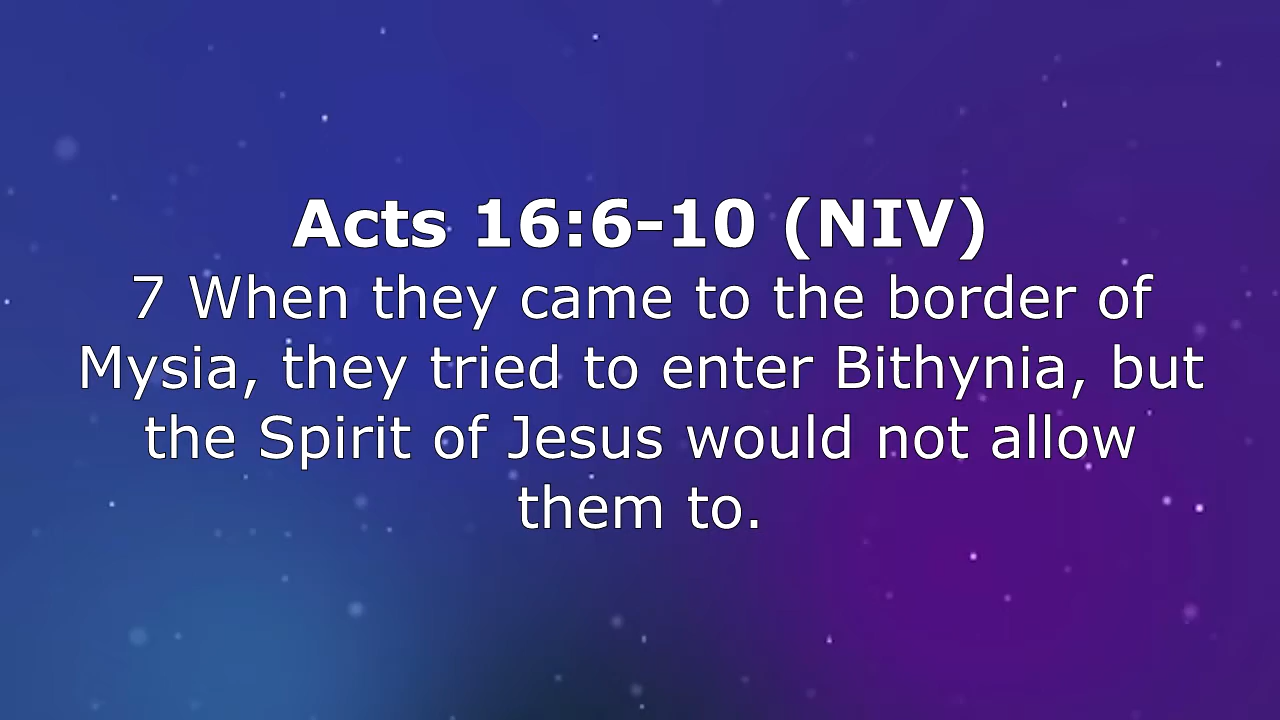 Acts 16:6-10 (NIV)
7 When they came to the border of
Mysia, they tried to enter Bithynia, but
the Spirit of Jesus would not allow
them to.